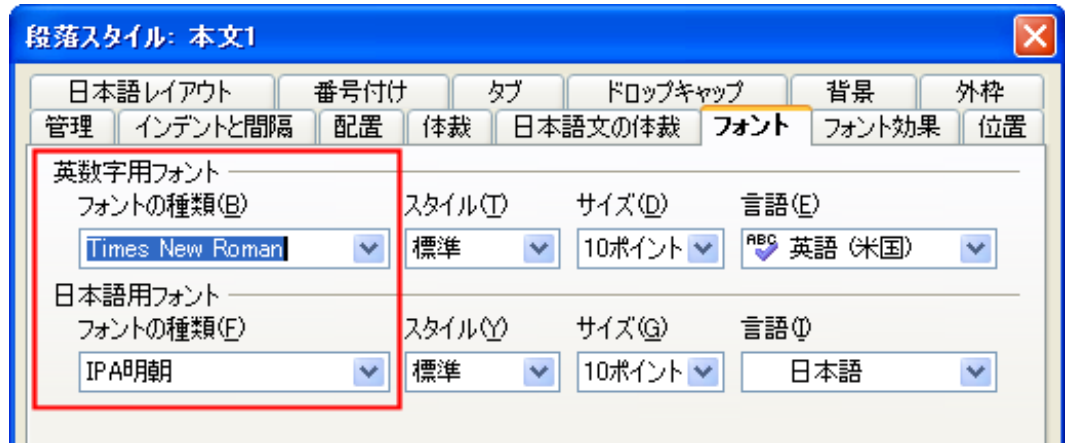 段落スタイル: 本文1
日本語レイアウト 番号付け タブ ドロップキャップ 背景 外枠
管理 インデントと間隔 配置 体裁 日本語文の体裁 フォント フォント効果 位置
英数字用フォント
フォントの種類(B) スタイル(T) サイズ(D) 言語(E)
Times New Roman 標準 10ポイント ABC 英語 (米国)
日本語用フォント
フォントの種類(F) スタイル(Y) サイズ(G) 言語(I)
IPA明朝 標準 10ポイント 日本語